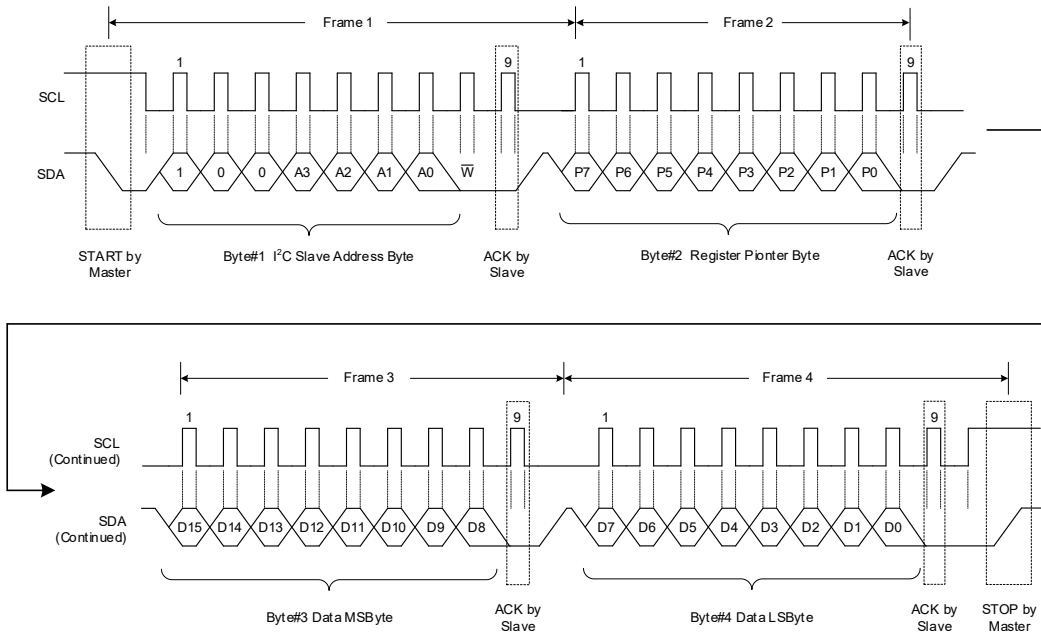 Frame 1 Frame 2
1 9 1 9
SCL
SDA 1 0 0 A3 A2 A1 A0 W̅ P7 P6 P5 P4 P3 P2 P1 P0
START by
Master
Byte#1 I²C Slave Address Byte
ACK by
Slave
Byte#2 Register Pionter Byte
ACK by
Slave
Frame 3 Frame 4
1 9 1 9
SCL
(Continued)
SDA
(Continued)
D15 D14 D13 D12 D11 D10 D9 D8 D7 D6 D5 D4 D3 D2 D1 D0
Byte#3 Data MSByte
ACK by
Slave
Byte#4 Data LSByte
ACK by
Slave
STOP by
Master